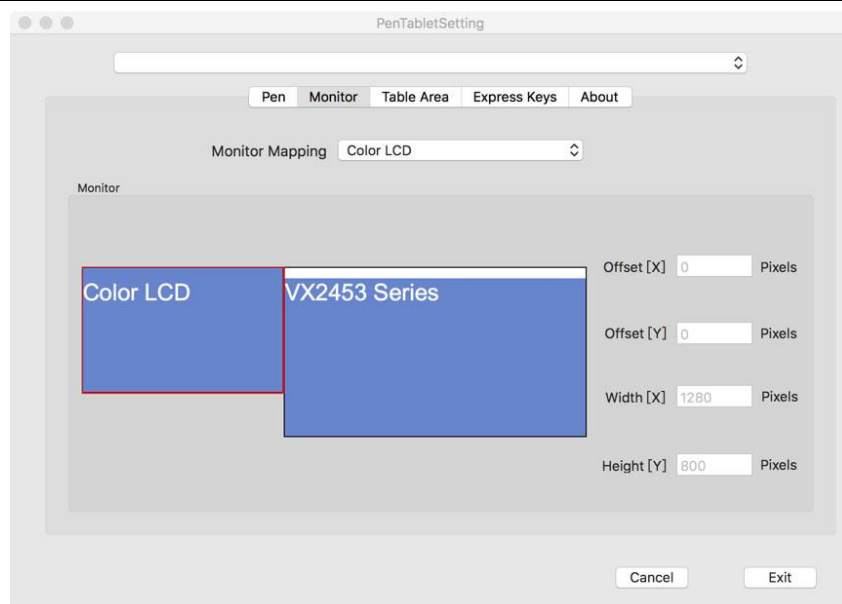 PenTabletSetting
Pen Monitor Table Area Express Keys About
Monitor Mapping Color LCD
Monitor
Color LCD VX2453 Series
Offset [X] 0 Pixels
Offset [Y] 0 Pixels
Width [X] 1280 Pixels
Height [Y] 800 Pixels
Cancel Exit